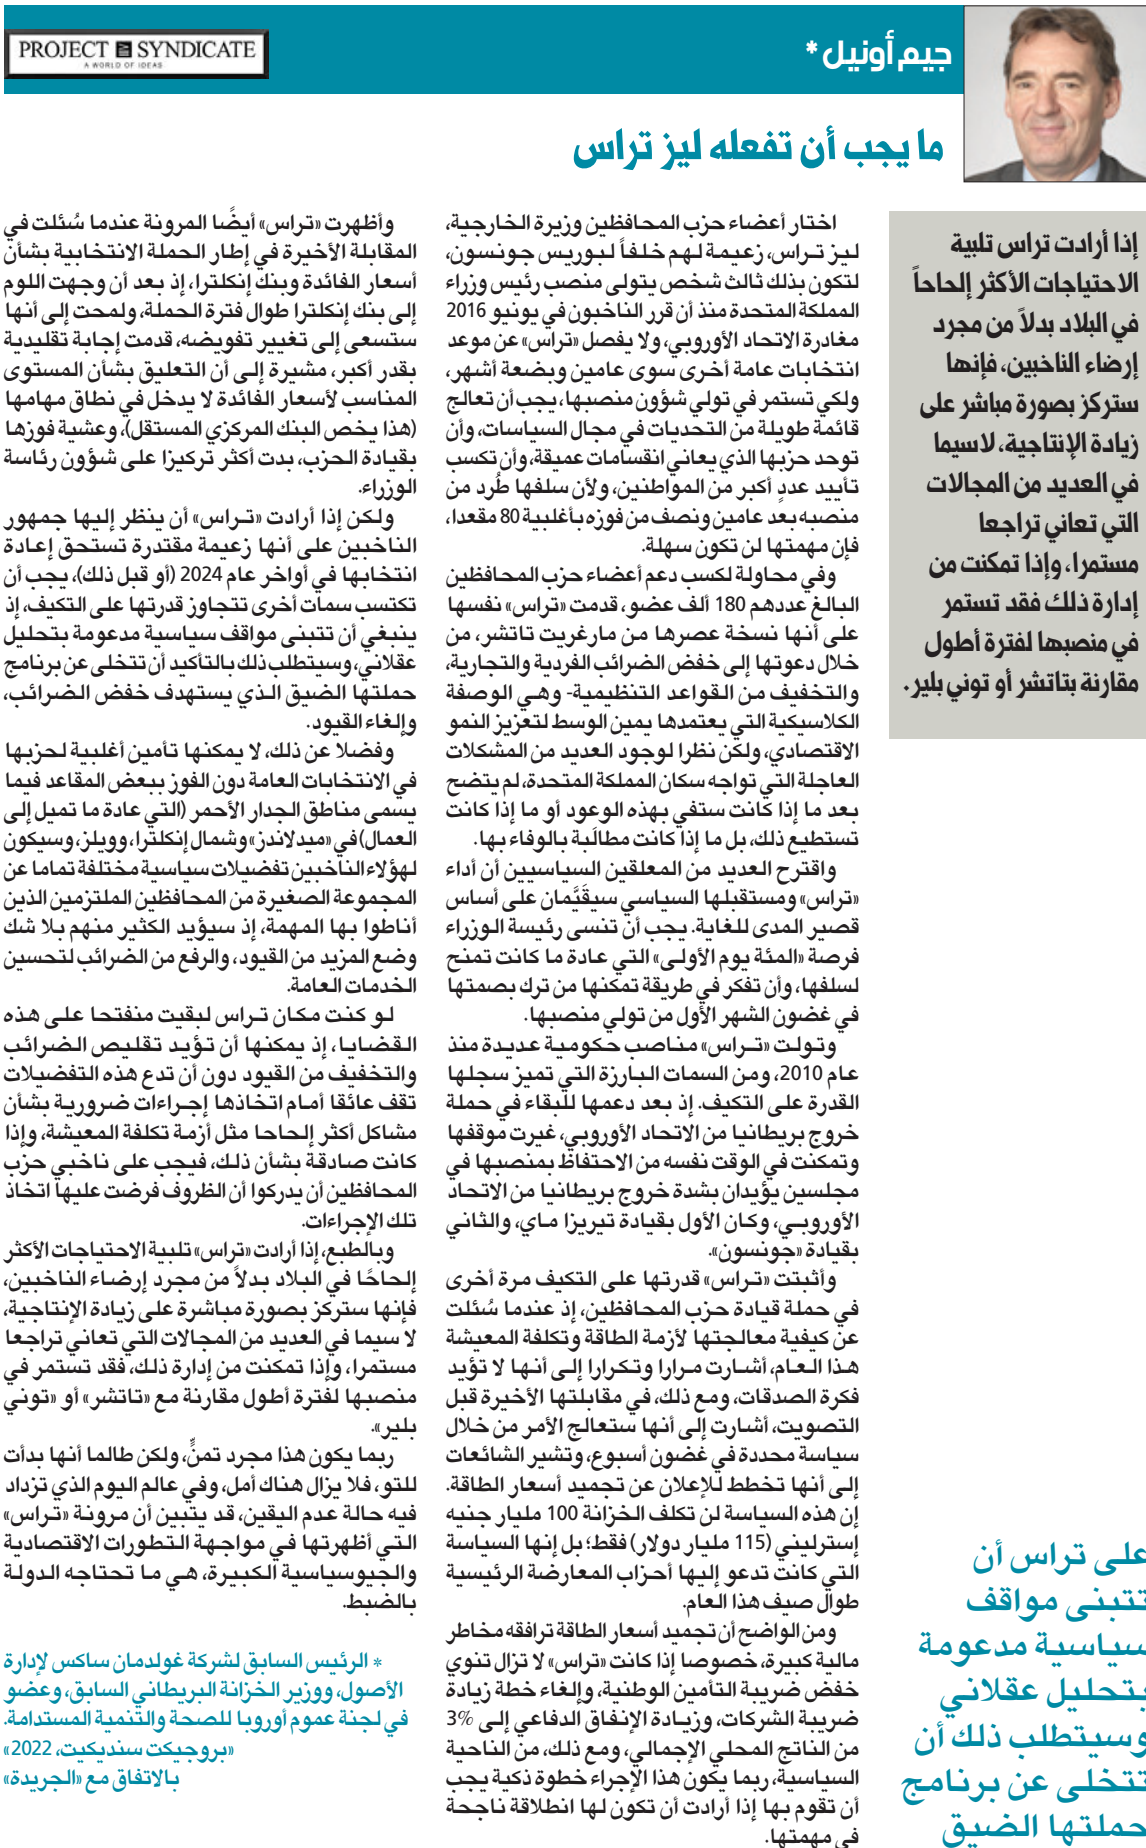 PROJECT SYNDICATE
A WORLD OF IDEAS
جيم أونيل *
ما يجب أن تفعله ليز تراس
إذا أرادت تراس تلبية
الاحتياجات الأكثر إلحاحاً
في البلاد بدلاً من مجرد
إرضاء الناخبين، فإنها
ستركز بصورة مباشر على
زيادة الإنتاجية، لاسيما
في العديد من المجالات
التي تعاني تراجعا
مستمرا، وإذا تمكنت من
إدارة ذلك فقد تستمر
في منصبها لفترة أطول
مقارنة بتاتشر أو توني بلير.
اختار أعضاء حزب المحافظين وزيرة الخارجية،
ليز تراس، زعيمة لهم خلفاً لبوريس جونسون،
لتكون بذلك ثالث شخص يتولى منصب رئيس وزراء
المملكة المتحدة منذ أن قرر الناخبون في يونيو 2016
مغادرة الاتحاد الأوروبي، ولا يفصل «تراس» عن موعد
انتخابات عامة أخرى سوى عامين وبضعة أشهر،
ولكي تستمر في تولي شؤون منصبها، يجب أن تعالج
قائمة طويلة من التحديات في مجال السياسات، وأن
توحد حزبها الذي يعاني انقسامات عميقة، وأن تكسب
تأييد عددٍ أكبر من المواطنين، ولأن سلفها طُرد من
منصبه بعد عامين ونصف من فوزه بأغلبية 80 مقعدا،
فإن مهمتها لن تكون سهلة.
وفي محاولة لكسب دعم أعضاء حزب المحافظين
البالغ عددهم 180 ألف عضو، قدمت «تراس» نفسها
على أنها نسخة عصرها من مارغريت تاتشر، من
خلال دعوتها إلى خفض الضرائب الفردية والتجارية،
والتخفيف من القواعد التنظيمية- وهي الوصفة
الكلاسيكية التي يعتمدها يمين الوسط لتعزيز النمو
الاقتصادي، ولكن نظرا لوجود العديد من المشكلات
العاجلة التي تواجه سكان المملكة المتحدة، لم يتضح
بعد ما إذا كانت ستفي بهذه الوعود أو ما إذا كانت
تستطيع ذلك، بل ما إذا كانت مطالَبة بالوفاء بها.
واقترح العديد من المعلقين السياسيين أن أداء
«تراس» ومستقبلها السياسي سيقَيَّمان على أساس
قصير المدى للغاية. يجب أن تنسى رئيسة الوزراء
فرصة «المئة يوم الأولى» التي عادة ما كانت تمنح
لسلفها، وأن تفكر في طريقة تمكنها من ترك بصمتها
في غضون الشهر الأول من تولي منصبها.
وتولت «تراس» مناصب حكومية عديدة منذ
عام 2010، ومن السمات البارزة التي تميز سجلها
القدرة على التكيف. إذ بعد دعمها للبقاء في حملة
خروج بريطانيا من الاتحاد الأوروبي، غيرت موقفها
وتمكنت في الوقت نفسه من الاحتفاظ بمنصبها في
مجلسين يؤيدان بشدة خروج بريطانيا من الاتحاد
الأوروبي، وكان الأول بقيادة تيريزا ماي، والثاني
بقيادة «جونسون».
وأثبتت «تراس» قدرتها على التكيف مرة أخرى
في حملة قيادة حزب المحافظين، إذ عندما سُئلت
عن كيفية معالجتها لأزمة الطاقة وتكلفة المعيشة
هذا العام، أشارت مرارا وتكرارا إلى أنها لا تؤيد
فكرة الصدقات، ومع ذلك، في مقابلتها الأخيرة قبل
التصويت، أشارت إلى أنها ستعالج الأمر من خلال
سياسة محددة في غضون أسبوع، وتشير الشائعات
إلى أنها تخطط للإعلان عن تجميد أسعار الطاقة.
إن هذه السياسة لن تكلف الخزانة 100 مليار جنيه
إسترليني (115 مليار دولار) فقط؛ بل إنها السياسة
التي كانت تدعو إليها أحزاب المعارضة الرئيسية
طوال صيف هذا العام.
ومن الواضح أن تجميد أسعار الطاقة ترافقه مخاطر
مالية كبيرة، خصوصا إذا كانت «تراس» لا تزال تنوي
خفض ضريبة التأمين الوطنية، وإلغاء خطة زيادة
ضريبة الشركات، وزيادة الإنفاق الدفاعي إلى 3%
من الناتج المحلي الإجمالي، ومع ذلك، من الناحية
السياسية، ربما يكون هذا الإجراء خطوة ذكية يجب
أن تقوم بها إذا أرادت أن تكون لها انطلاقة ناجحة
في مهمتها.
وأظهرت «تراس» أيضًا المرونة عندما سُئلت في
المقابلة الأخيرة في إطار الحملة الانتخابية بشأن
أسعار الفائدة وبنك إنكلترا، إذ بعد أن وجهت اللوم
إلى بنك إنكلترا طوال فترة الحملة، ولمحت إلى أنها
ستسعى إلى تغيير تفويضه، قدمت إجابة تقليدية
بقدر أكبر، مشيرة إلى أن التعليق بشأن المستوى
المناسب لأسعار الفائدة لا يدخل في نطاق مهامها
(هذا يخص البنك المركزي المستقل)، وعشية فوزها
بقيادة الحزب، بدت أكثر تركيزا على شؤون رئاسة
الوزراء.
ولكن إذا أرادت «تراس» أن ينظر إليها جمهور
الناخبين على أنها زعيمة مقتدرة تستحق إعادة
انتخابها في أواخر عام 2024 (أو قبل ذلك)، يجب أن
تكتسب سمات أخرى تتجاوز قدرتها على التكيف، إذ
ينبغي أن تتبنى مواقف سياسية مدعومة بتحليل
عقلاني، وسيتطلب ذلك بالتأكيد أن تتخلى عن برنامج
حملتها الضيق الذي يستهدف خفض الضرائب،
وإلغاء القيود.
وفضلا عن ذلك، لا يمكنها تأمين أغلبية لحزبها
في الانتخابات العامة دون الفوز ببعض المقاعد فيما
يسمى مناطق الجدار الأحمر (التي عادة ما تميل إلى
العمال) في «ميدلاندز» وشمال إنكلترا، وويلز، وسيكون
لهؤلاء الناخبين تفضيلات سياسية مختلفة تماما عن
المجموعة الصغيرة من المحافظين الملتزمين الذين
أناطوا بها المهمة، إذ سيؤيد الكثير منهم بلا شك
وضع المزيد من القيود، والرفع من الضرائب لتحسين
الخدمات العامة.
لو كنت مكان تراس لبقيت منفتحا على هذه
القضايا، إذ يمكنها أن تؤيد تقليص الضرائب
والتخفيف من القيود دون أن تدع هذه التفضيلات
تقف عائقا أمام اتخاذها إجراءات ضرورية بشأن
مشاكل أكثر إلحاحا مثل أزمة تكلفة المعيشة، وإذا
كانت صادقة بشأن ذلك، فيجب على ناخبي حزب
المحافظين أن يدركوا أن الظروف فرضت عليها اتخاذ
تلك الإجراءات.
وبالطبع، إذا أرادت «تراس» تلبية الاحتياجات الأكثر
إلحاحًا في البلاد بدلاً من مجرد إرضاء الناخبين،
فإنها ستركز بصورة مباشرة على زيادة الإنتاجية،
لا سيما في العديد من المجالات التي تعاني تراجعا
مستمرا، وإذا تمكنت من إدارة ذلك، فقد تستمر في
منصبها لفترة أطول مقارنة مع «تاتشر» أو «توني
بلير».
ربما يكون هذا مجرد تمنٍّ، ولكن طالما أنها بدأت
للتو، فلا يزال هناك أمل، وفي عالم اليوم الذي تزداد
فيه حالة عدم اليقين، قد يتبين أن مرونة «تراس»
التي أظهرتها في مواجهة التطورات الاقتصادية
والجيوسياسية الكبيرة، هي ما تحتاجه الدولة
بالضبط.
* الرئيس السابق لشركة غولدمان ساكس لإدارة
الأصول، ووزير الخزانة البريطاني السابق، وعضو
في لجنة عموم أوروبا للصحة والتنمية المستدامة.
«بروجيكت سنديكيت، 2022»
بالاتفاق مع «الجريدة»
على تراس أن
تتبنى مواقف
سياسية مدعومة
بتحليل عقلاني
وسيتطلب ذلك أن
تتخلى عن برنامج
حملتها الضيق